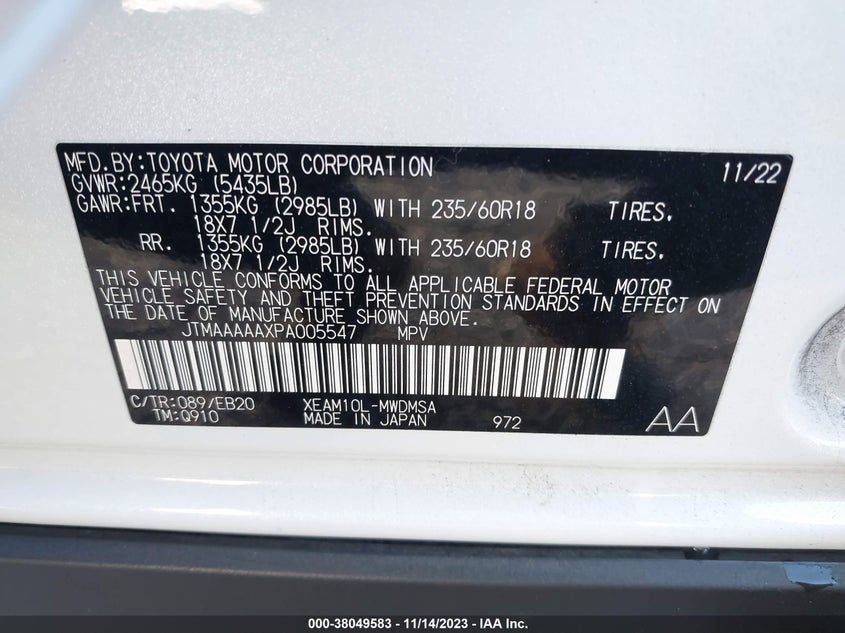 MFD.BY:TOYOTA MOTOR CORPORATION 11/22
GVWR:2465KG (5435LB)
GAWR:FRT. 1355KG (2985LB) WITH 235/60R18 TIRES.
18X7 1/2J RIMS.
RR. 1355KG (2985LB) WITH 235/60R18 TIRES.
18X7 1/2J RIMS.
THIS VEHICLE CONFORMS TO ALL APPLICABLE FEDERAL MOTOR
VEHICLE SAFETY AND THEFT PREVENTION STANDARDS IN EFFECT ON
THE DATE OF MANUFACTURE SHOWN ABOVE.
JTMAAAAAXPA005547 MPV
C/TR:089/EB20 XEAM10L-MWDMSA
TM:Q910 MADE IN JAPAN 972 AA
000-38049583 - 11/14/2023 - IAA Inc.